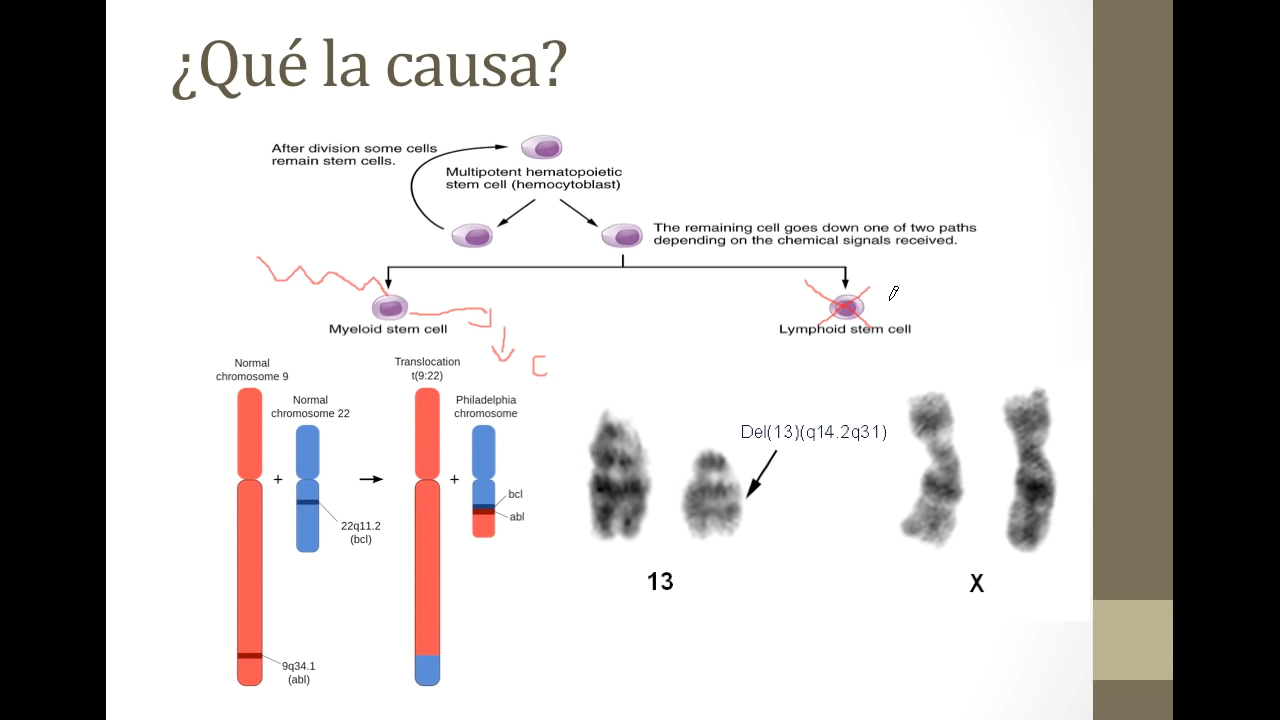 ¿Qué la causa?
After division some cells
remain stem cells.
Multipotent hematopoietic
stem cell (hemocytoblast)
The remaining cell goes down one of two paths
depending on the chemical signals received.
Myeloid stem cell
Lymphoid stem cell
Normal
chromosome 9
Normal
chromosome 22
Translocation
t(9:22)
Philadelphia
chromosome
+
+
bcl
abl
22q11.2
(bcl)
9q34.1
(abl)
Del(13)(q14.2q31)
13
X